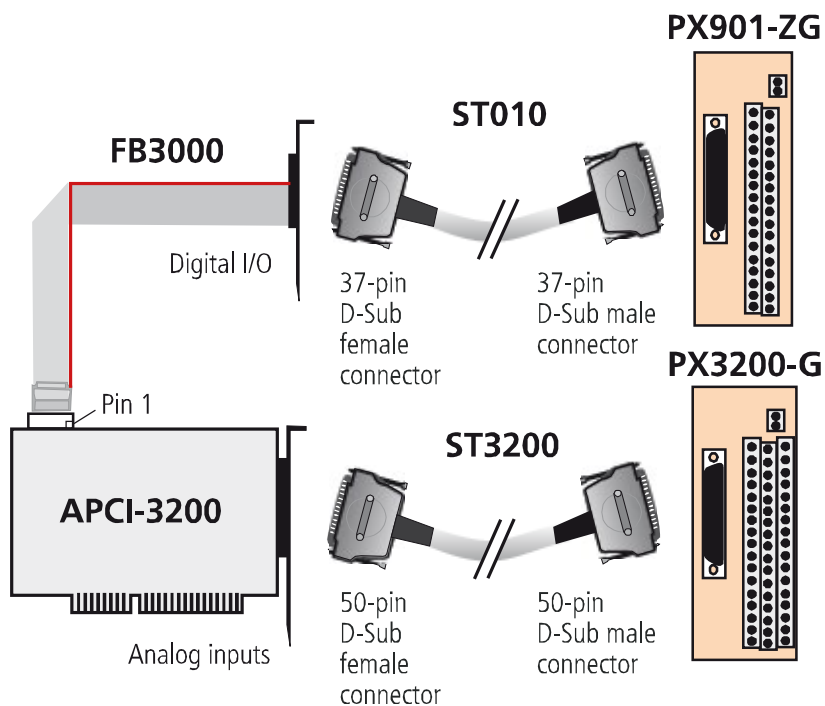 PX901-ZG
ST010
FB3000
Digital I/O
37-pin
D-Sub
female
connector
37-pin
D-Sub male
connector
PX3200-G
Pin 1
ST3200
APCI-3200
50-pin
D-Sub
female
connector
50-pin
D-Sub male
connector
Analog inputs